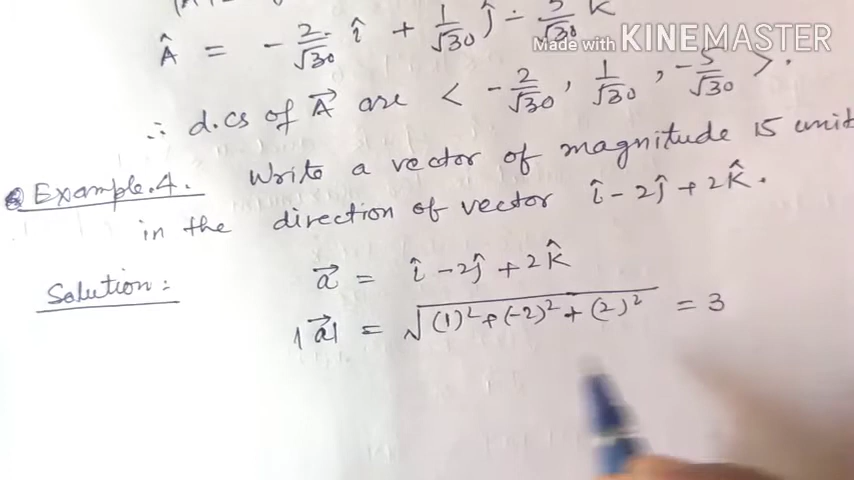 Â = - 2/√30 î + 1/√30 ĵ - 5/√30 k
Made with KINEMASTER
∴ d.cs of A⃗ are < - 2/√30 , 1/√30 , - 5/√30 > .
Example.4. Write a vector of magnitude 15 unit
in the direction of vector î - 2ĵ + 2k̂ .
Solution :
a⃗ = î - 2ĵ + 2k̂
|a⃗| = √(1)² + (-2)² + (2)² = 3